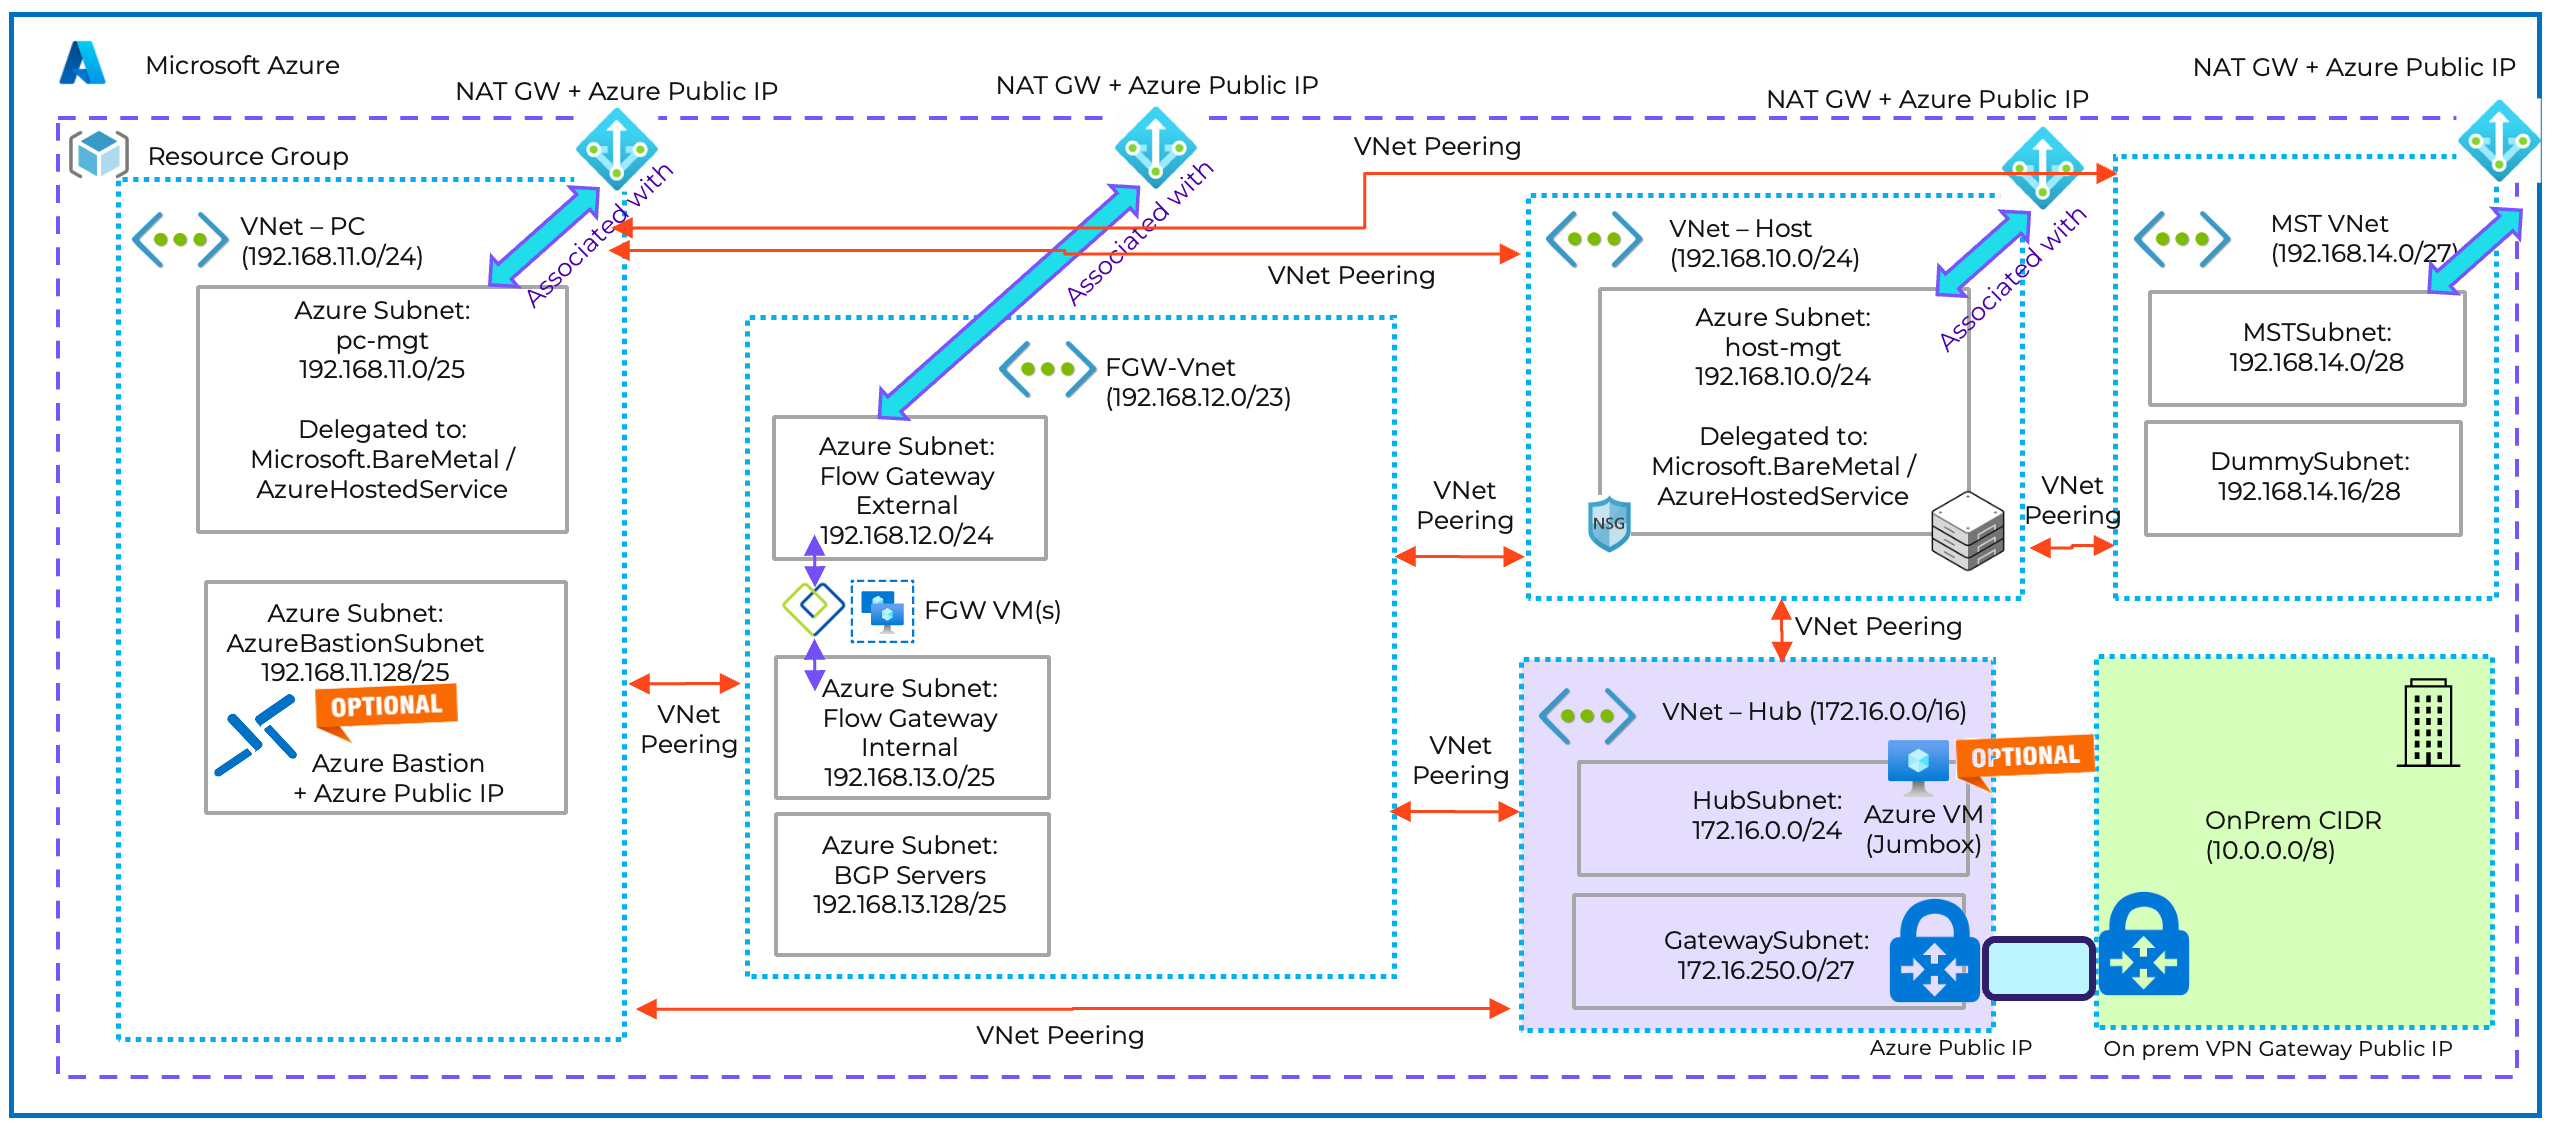 Microsoft Azure
NAT GW + Azure Public IP
NAT GW + Azure Public IP
NAT GW + Azure Public IP
NAT GW + Azure Public IP
Resource Group
VNet Peering
VNet Peering
VNet – PC
(192.168.11.0/24)
Associated with
Azure Subnet:
pc-mgt
192.168.11.0/25
Delegated to:
Microsoft.BareMetal /
AzureHostedService
Azure Subnet:
AzureBastionSubnet
192.168.11.128/25
OPTIONAL
Azure Bastion
+ Azure Public IP
VNet
Peering
Associated with
FGW-Vnet
(192.168.12.0/23)
Azure Subnet:
Flow Gateway
External
192.168.12.0/24
FGW VM(s)
Azure Subnet:
Flow Gateway
Internal
192.168.13.0/25
Azure Subnet:
BGP Servers
192.168.13.128/25
VNet Peering
VNet
Peering
VNet
Peering
VNet – Host
(192.168.10.0/24)
Associated with
Azure Subnet:
host-mgt
192.168.10.0/24
Delegated to:
Microsoft.BareMetal /
AzureHostedService
NSG
VNet
Peering
MST VNet
(192.168.14.0/27)
MSTSubnet:
192.168.14.0/28
DummySubnet:
192.168.14.16/28
VNet Peering
VNet – Hub (172.16.0.0/16)
OPTIONAL
HubSubnet:
172.16.0.0/24
Azure VM
(Jumbox)
GatewaySubnet:
172.16.250.0/27
Azure Public IP
OnPrem CIDR
(10.0.0.0/8)
On prem VPN Gateway Public IP